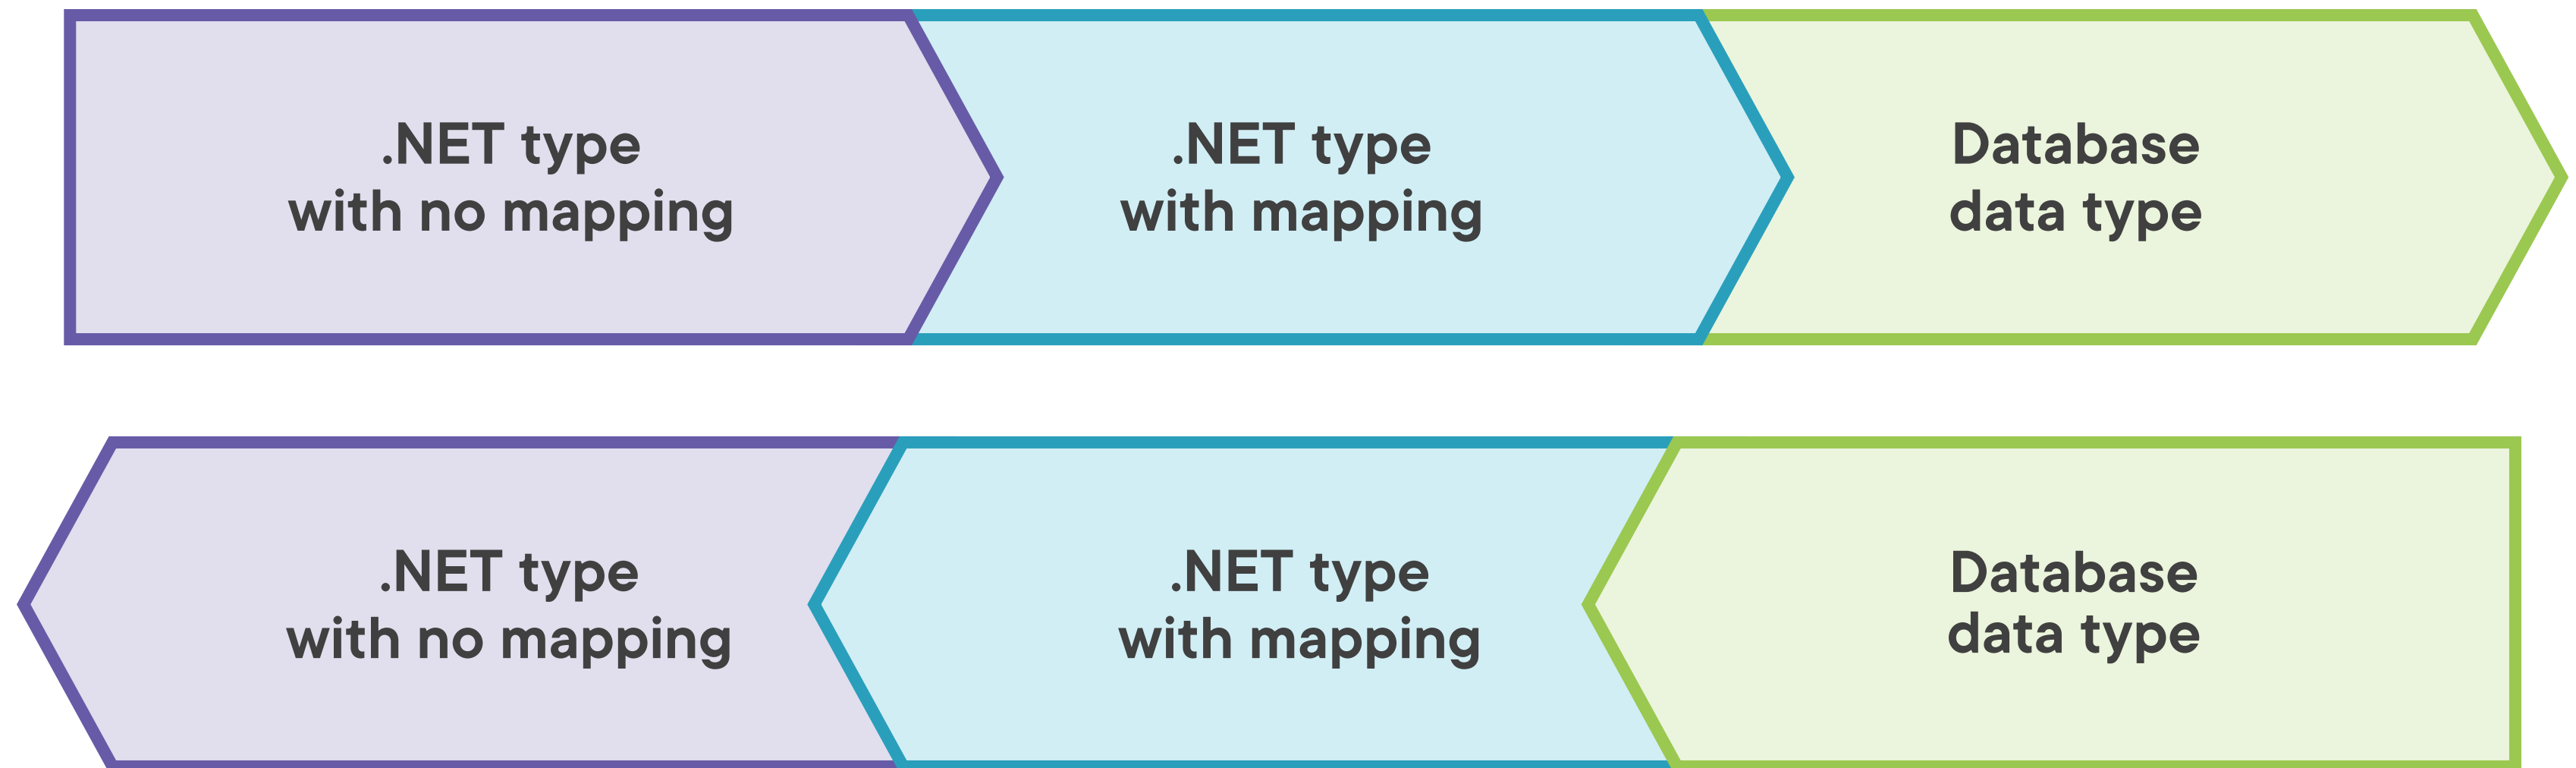 .NET type
with no mapping
.NET type
with mapping
Database
data type
.NET type
with no mapping
.NET type
with mapping
Database
data type